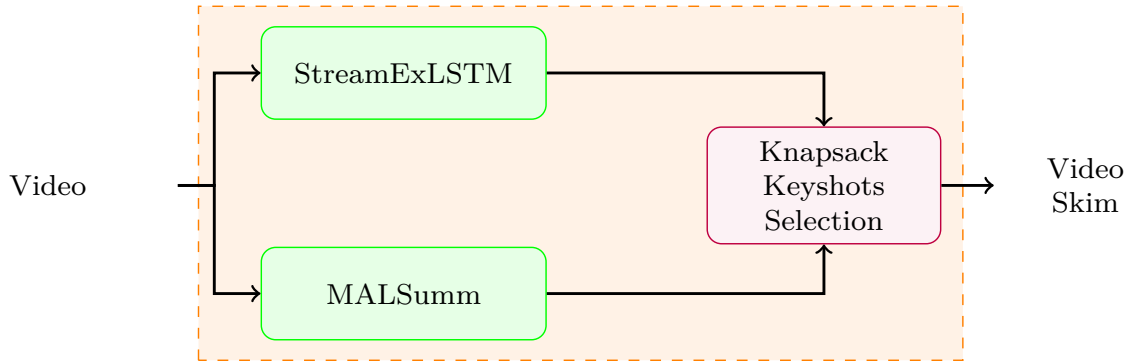 StreamExLSTM
Video
Knapsack
Keyshots
Selection
Video
Skim
MALSumm